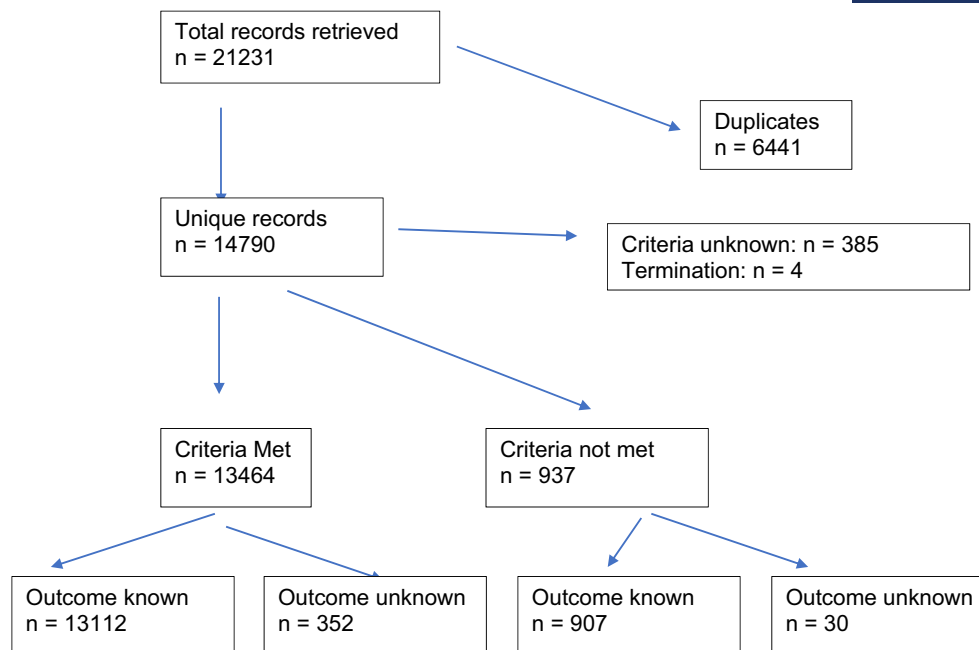 Total records retrieved
n = 21231
Duplicates
n = 6441
Unique records
n = 14790
Criteria unknown: n = 385
Termination: n = 4
Criteria Met
n = 13464
Criteria not met
n = 937
Outcome known
n = 13112
Outcome unknown
n = 352
Outcome known
n = 907
Outcome unknown
n = 30